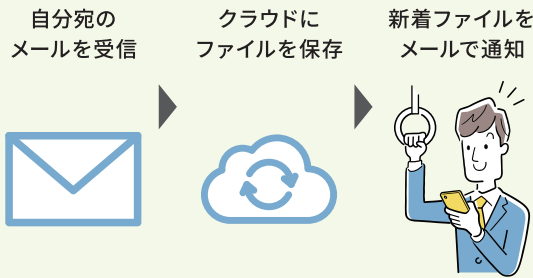 自分宛の
メールを受信
クラウドに
ファイルを保存
新着ファイルを
メールで通知